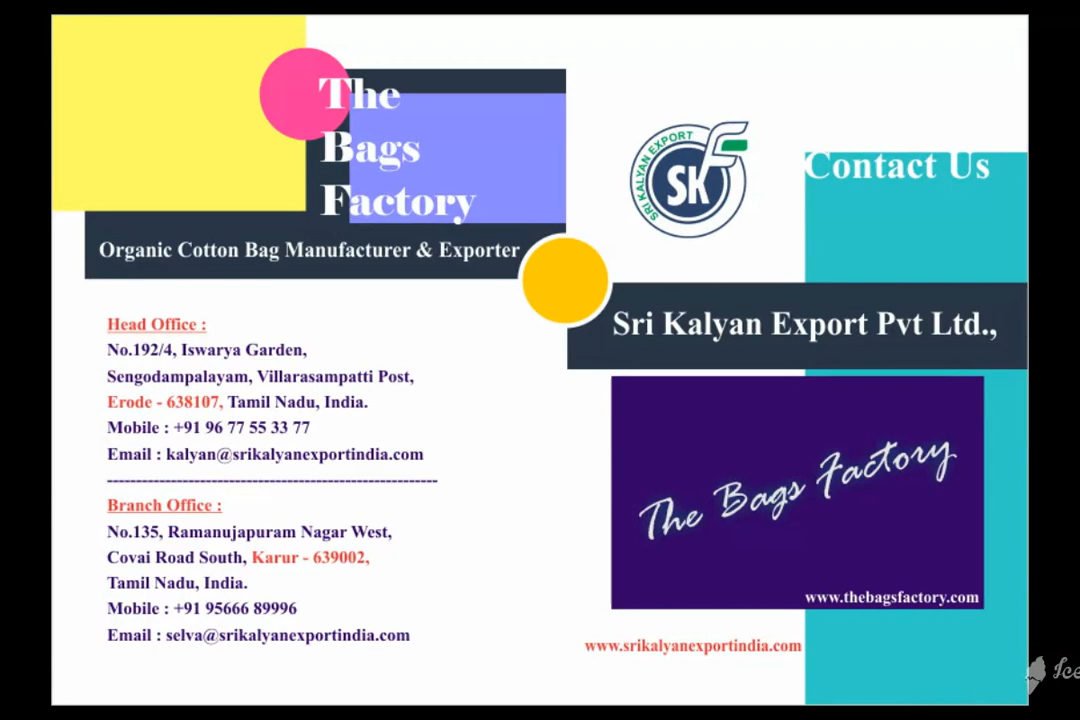 The
Bags
Factory
Organic Cotton Bag Manufacturer & Exporter
Head Office :
No.192/4, Iswarya Garden,
Sengodampalayam, Villarasampatti Post,
Erode - 638107, Tamil Nadu, India.
Mobile : +91 96 77 55 33 77
Email : kalyan@srikalyanexportindia.com
Branch Office :
No.135, Ramanujapuram Nagar West,
Covai Road South, Karur - 639002,
Tamil Nadu, India.
Mobile : +91 95666 89996
Email : selva@srikalyanexportindia.com
SRI KALYAN EXPORT
SK
Contact Us
Sri Kalyan Export Pvt Ltd.,
The Bags Factory
www.thebagsfactory.com
www.srikalyanexportindia.com